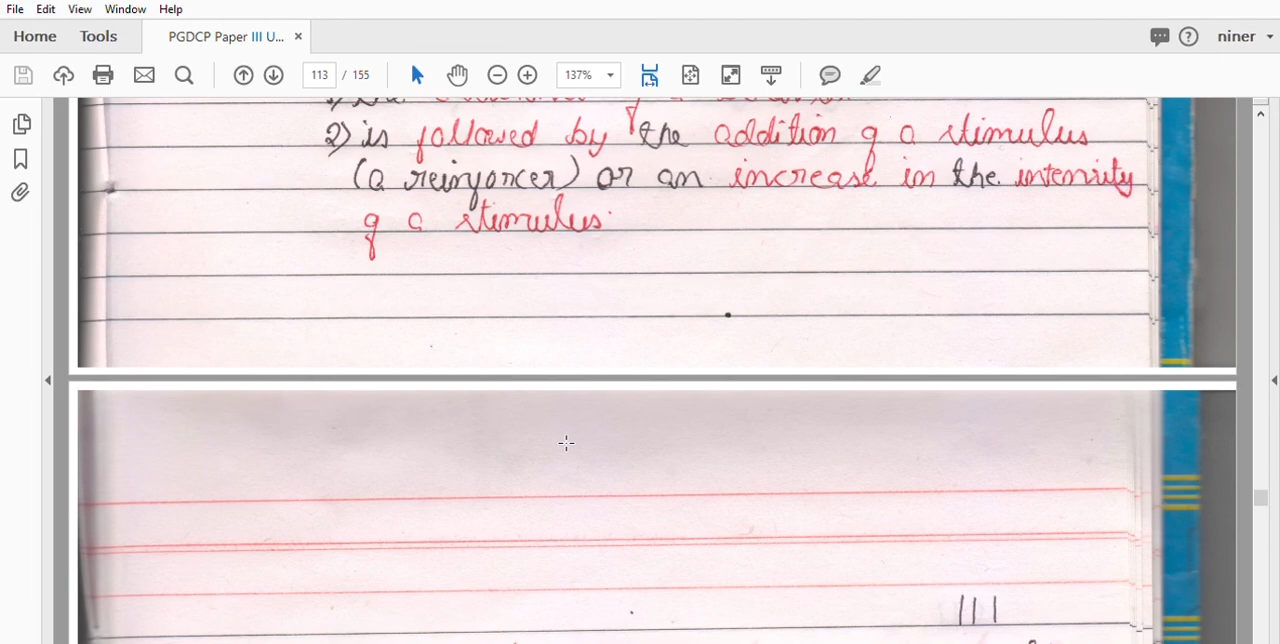 File Edit View Window Help
Home Tools PGDCP Paper III U... × niner
113 / 155 137%
2) is followed by the addition of a stimulus
(a reinforcer) or an increase in the intensity
of a stimulus.
111